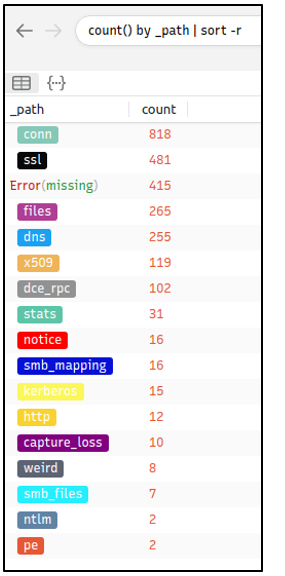 count() by _path | sort -r
{...}
_path count
conn 818
ssl 481
Error(missing) 415
files 265
dns 255
x509 119
dce_rpc 102
stats 31
notice 16
smb_mapping 16
kerberos 15
http 12
capture_loss 10
weird 8
smb_files 7
ntlm 2
pe 2